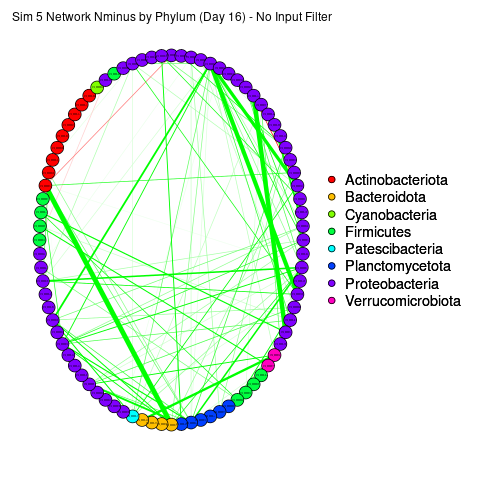 Sim 5 Network Nminus by Phylum (Day 16) - No Input Filter
Actinobacteriota
Bacteroidota
Cyanobacteria
Firmicutes
Patescibacteria
Planctomycetota
Proteobacteria
Verrucomicrobiota